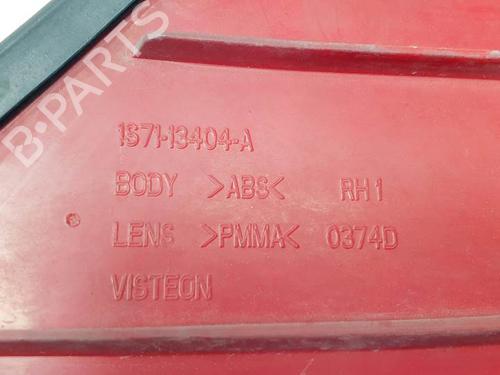 1S71-13404-A
BODY >ABS< RH1
LENS >PMMA< 0374D
VISTEON
B-PARTS